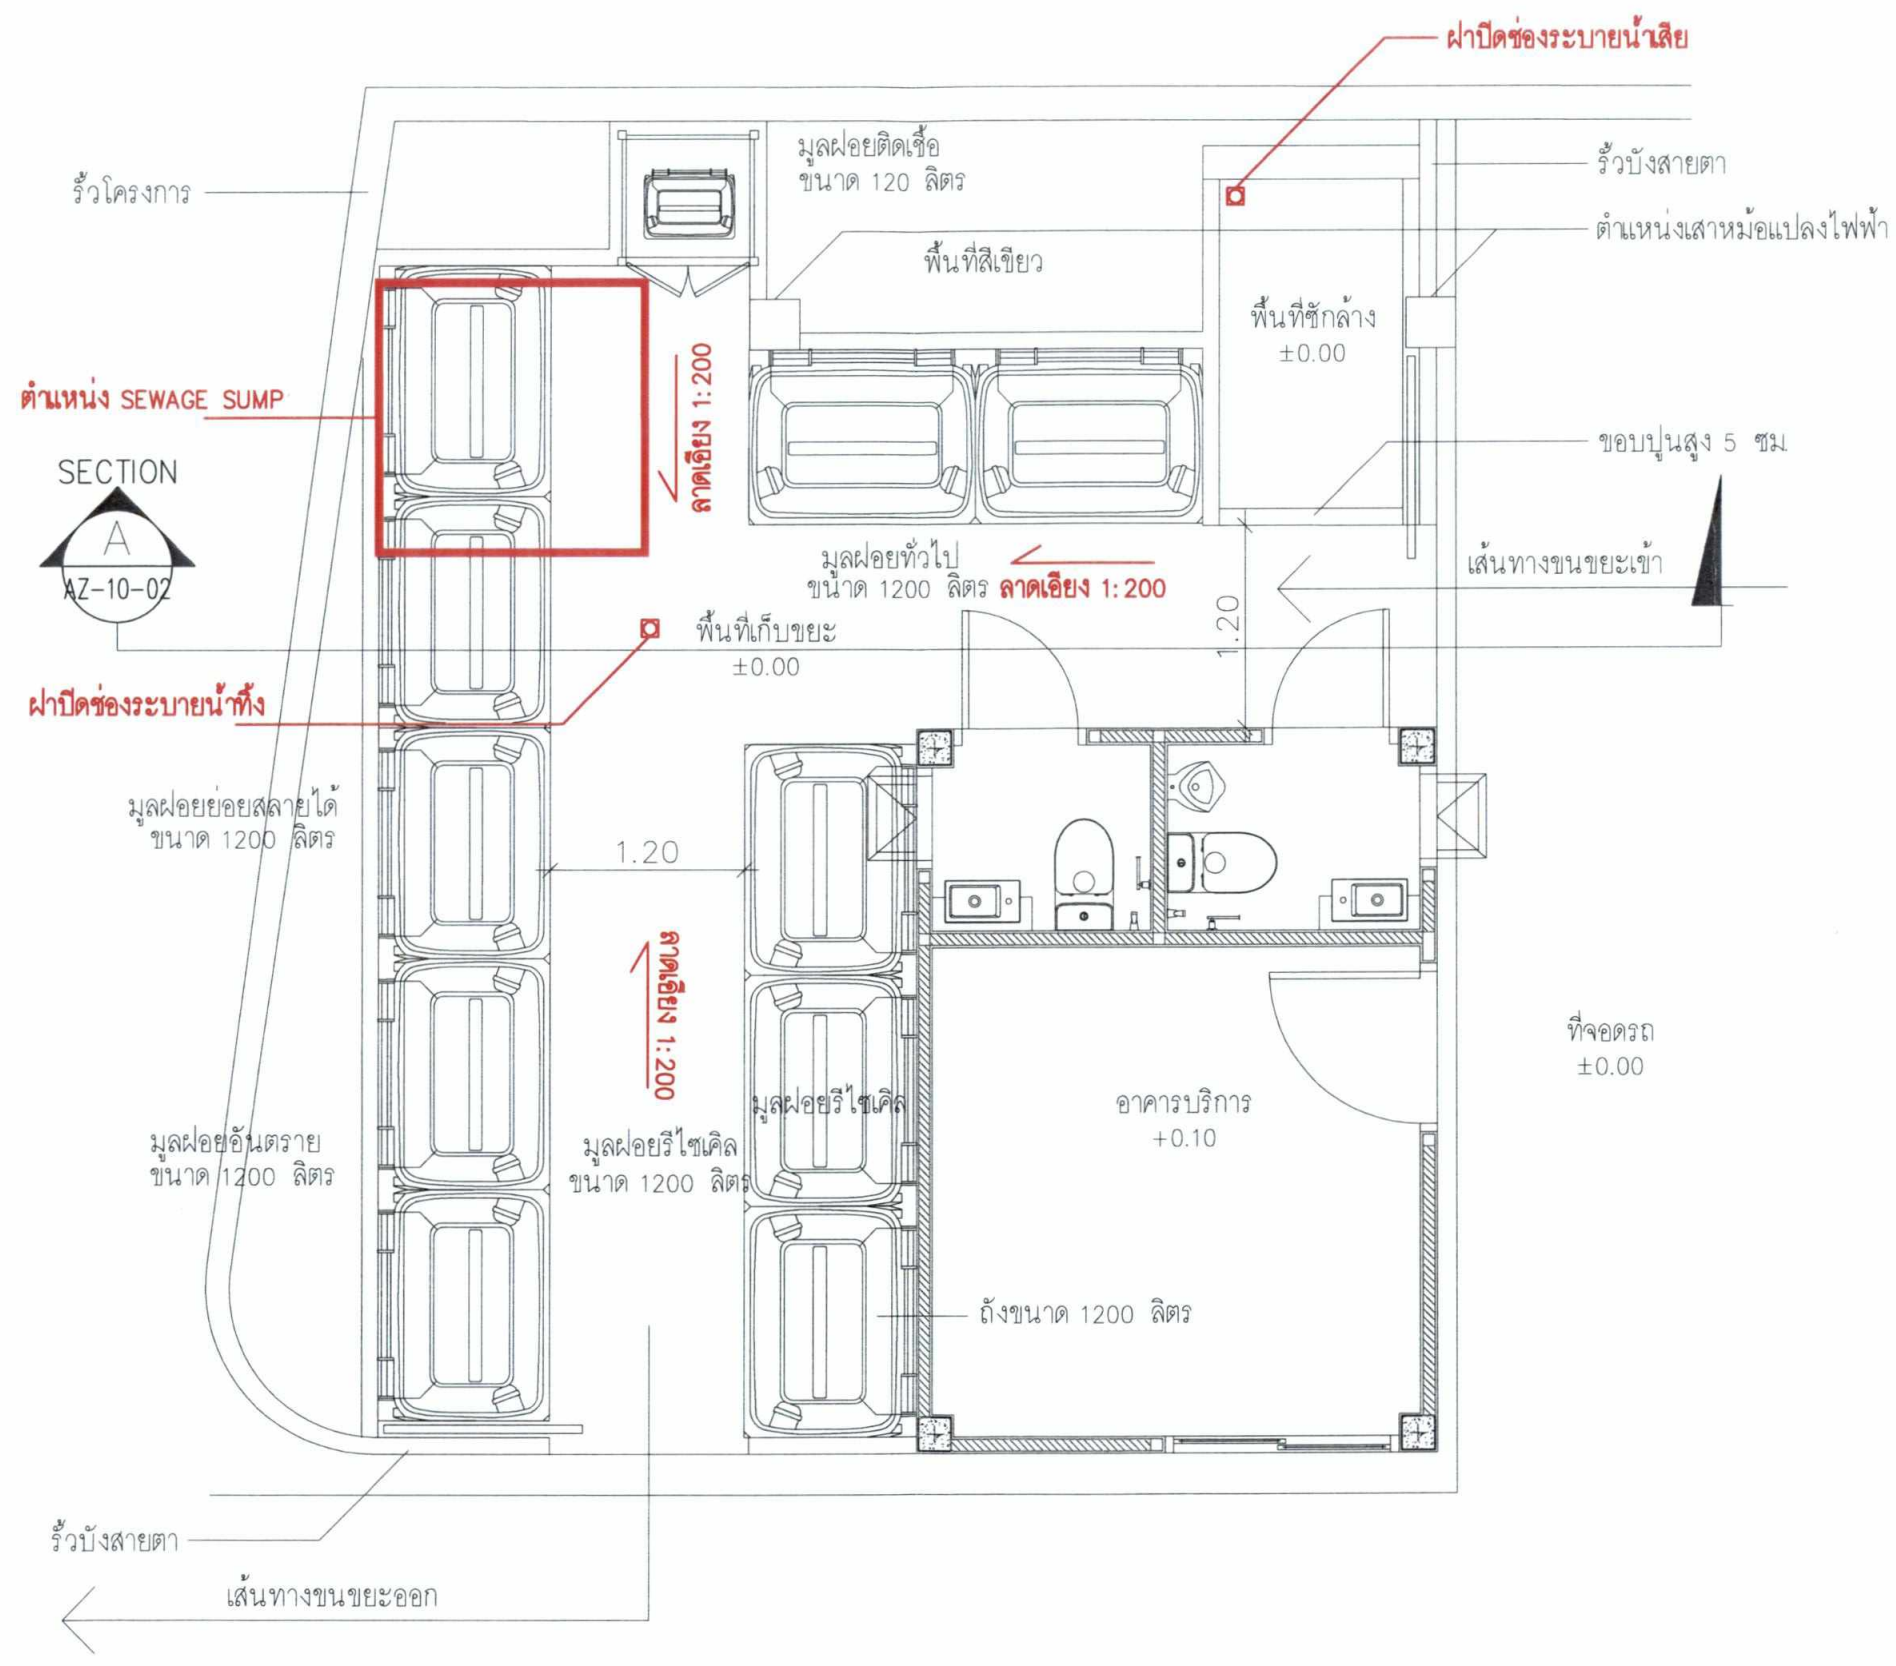 ฝาปิดช่องระบายน้ำเสีย
มูลฝอยติดเชื้อ
ขนาด 120 ลิตร
รั้วบังสายตา
รั้วโครงการ
ตำแหน่งเสาหม้อแปลงไฟฟ้า
พื้นที่สีเขียว
พื้นที่ซักล้าง
±0.00
ลาดเอียง 1:200
ตำแหน่ง SEWAGE SUMP
ขอบปูนสูง 5 ซม.
SECTION
A
AZ-10-02
มูลฝอยทั่วไป
ขนาด 1200 ลิตร
ลาดเอียง 1:200
เส้นทางขนขยะเข้า
1.20
พื้นที่เก็บขยะ
±0.00
ฝาปิดช่องระบายน้ำทิ้ง
มูลฝอยย่อยสลายได้
ขนาด 1200 ลิตร
1.20
ลาดเอียง 1:200
ที่จอดรถ
±0.00
มูลฝอยรีไซเคิล
อาคารบริการ
+0.10
มูลฝอยอันตราย
ขนาด 1200 ลิตร
มูลฝอยรีไซเคิล
ขนาด 1200 ลิตร
ถังขนาด 1200 ลิตร
รั้วบังสายตา
เส้นทางขนขยะออก